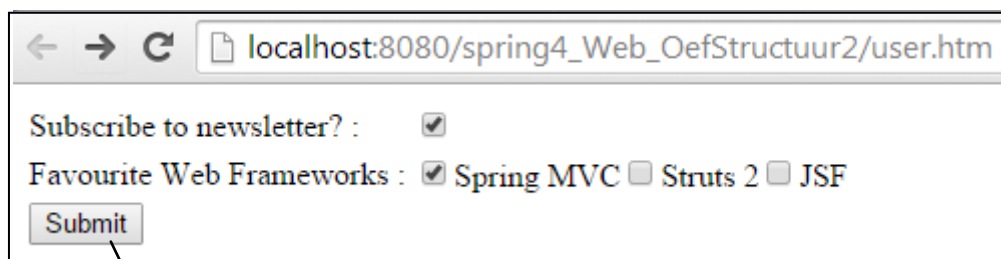 localhost:8080/spring4_Web_OefStructuur2/user.htm
Subscribe to newsletter? :
Favourite Web Frameworks : Spring MVC Struts 2 JSF
Submit